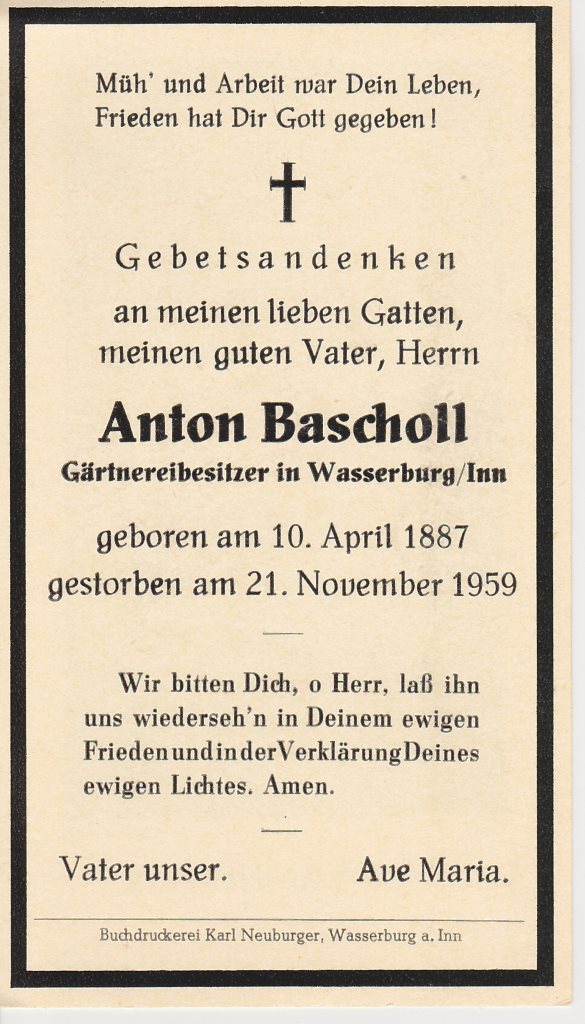 Müh' und Arbeit war Dein Leben,
Frieden hat Dir Gott gegeben!
Gebetsandenken
an meinen lieben Gatten,
meinen guten Vater, Herrn
Anton Bascholl
Gärtnereibesitzer in Wasserburg/Inn
geboren am 10. April 1887
gestorben am 21. November 1959
Wir bitten Dich, o Herr, laß ihn
uns wiederseh'n in Deinem ewigen
Frieden und in der Verklärung Deines
ewigen Lichtes. Amen.
Vater unser. Ave Maria.
Buchdruckerei Karl Neuburger, Wasserburg a. Inn